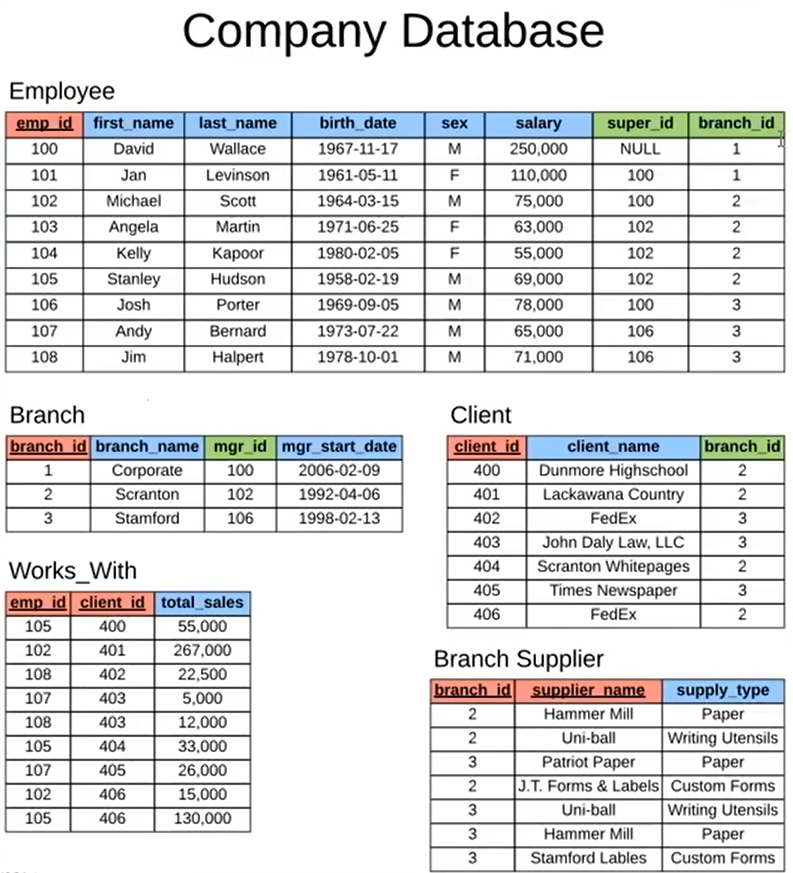 Company Database
Employee
emp_id first_name last_name birth_date sex salary super_id branch_id
100 David Wallace 1967-11-17 M 250,000 NULL 1
101 Jan Levinson 1961-05-11 F 110,000 100 1
102 Michael Scott 1964-03-15 M 75,000 100 2
103 Angela Martin 1971-06-25 F 63,000 102 2
104 Kelly Kapoor 1980-02-05 F 55,000 102 2
105 Stanley Hudson 1958-02-19 M 69,000 102 2
106 Josh Porter 1969-09-05 M 78,000 100 3
107 Andy Bernard 1973-07-22 M 65,000 106 3
108 Jim Halpert 1978-10-01 M 71,000 106 3
Branch
branch_id branch_name mgr_id mgr_start_date
1 Corporate 100 2006-02-09
2 Scranton 102 1992-04-06
3 Stamford 106 1998-02-13
Client
client_id client_name branch_id
400 Dunmore Highschool 2
401 Lackawana Country 2
402 FedEx 3
403 John Daly Law, LLC 3
404 Scranton Whitepages 2
405 Times Newspaper 3
406 FedEx 2
Works_With
emp_id client_id total_sales
105 400 55,000
102 401 267,000
108 402 22,500
107 403 5,000
108 403 12,000
105 404 33,000
107 405 26,000
102 406 15,000
105 406 130,000
Branch Supplier
branch_id supplier_name supply_type
2 Hammer Mill Paper
2 Uni-ball Writing Utensils
3 Patriot Paper Paper
2 J.T. Forms & Labels Custom Forms
3 Uni-ball Writing Utensils
3 Hammer Mill Paper
3 Stamford Lables Custom Forms